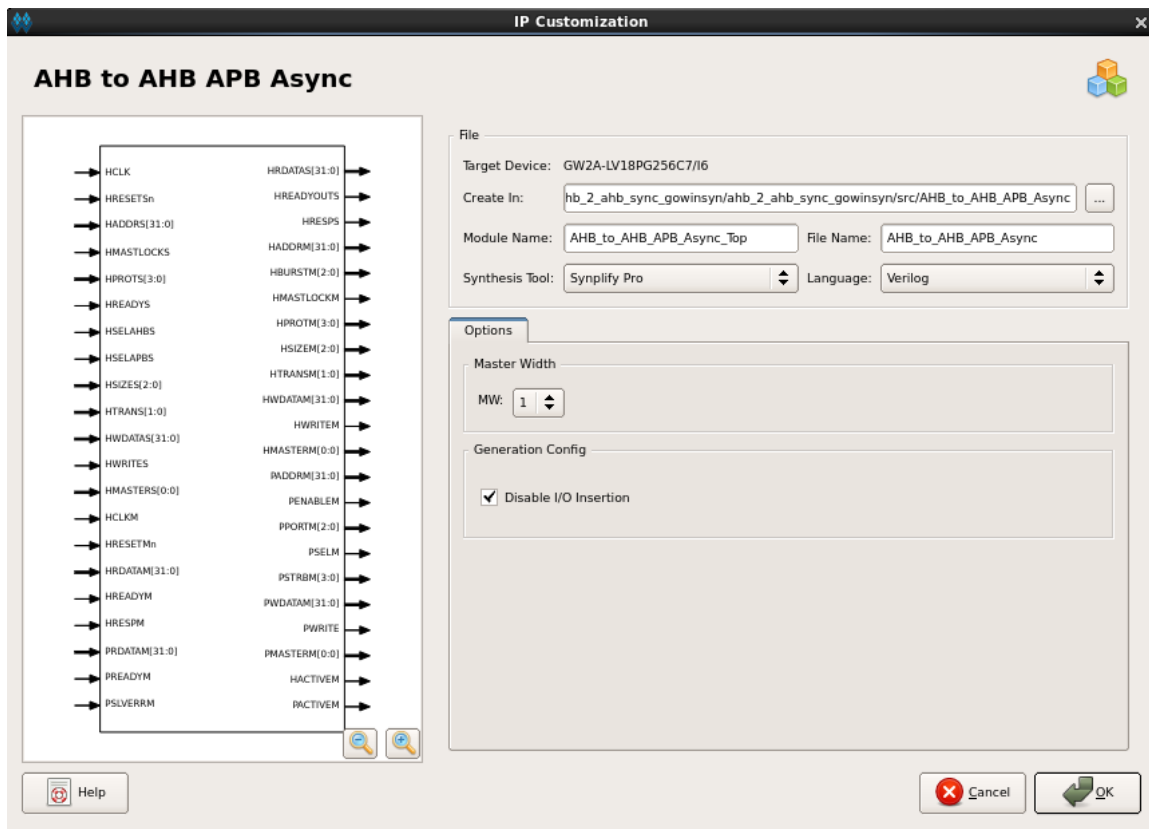 IP Customization
AHB to AHB APB Async
HCLK
HRESETSn
HADDRS[31:0]
HMASTLOCKS
HPROTS[3:0]
HREADYS
HSELAHBS
HSELAPBS
HSIZES[2:0]
HTRANS[1:0]
HWDATAS[31:0]
HWRITES
HMASTERS[0:0]
HCLKM
HRESETMn
HRDATAM[31:0]
HREADYM
HRESPM
PRDATAM[31:0]
PREADYM
PSLVERRM
HRDATAS[31:0]
HREADYOUTS
HRESPS
HADDRM[31:0]
HBURSTM[2:0]
HMASTLOCKM
HPROTM[3:0]
HSIZEM[2:0]
HTRANSM[1:0]
HWDATAM[31:0]
HWRITEM
HMASTERM[0:0]
PADDRM[31:0]
PENABLEM
PPORTM[2:0]
PSELM
PSTRBM[3:0]
PWDATAM[31:0]
PWRITE
PMASTERM[0:0]
HACTIVEM
PACTIVEM
File
Target Device: GW2A-LV18PG256C7/I6
Create In: hb_2_ahb_sync_gowinsyn/ahb_2_ahb_sync_gowinsyn/src/AHB_to_AHB_APB_Async ...
Module Name: AHB_to_AHB_APB_Async_Top File Name: AHB_to_AHB_APB_Async
Synthesis Tool: Synplify Pro Language: Verilog
Options
Master Width
MW: 1
Generation Config
Disable I/O Insertion
Help
Cancel
OK